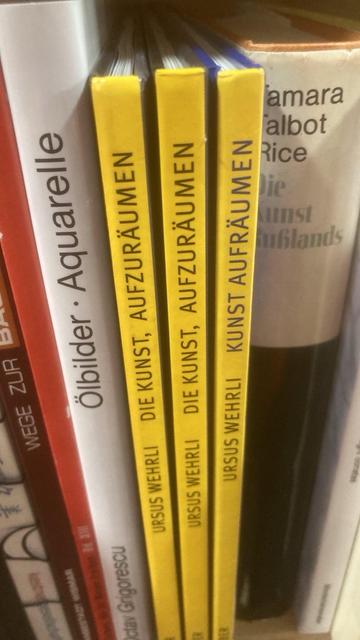 WEGE ZUR
Ölbilder · Aquarelle
Grigorescu
URSUS WEHRLI DIE KUNST, AUFZURÄUMEN
URSUS WEHRLI DIE KUNST, AUFZURÄUMEN
URSUS WEHRLI KUNST AUFRÄUMEN
Tamara
Talbot
Rice
Die
Kunst
Rußlands